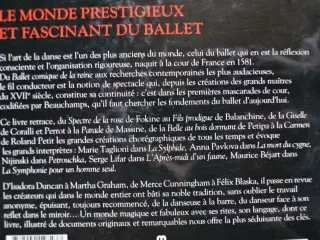 LE MONDE PRESTIGIEUX
ET FASCINANT DU BALLET
Si l'art de la danse est l'un des plus anciens du monde, celui du ballet qui en est la réflexion
consciente et l'organisation rigoureuse, naquit à la cour de France en 1581.
Du Ballet comique de la reine aux recherches contemporaines les plus audacieuses,
le fil conducteur est la notion de spectacle qui, depuis les créations des grands maîtres
du XVIIe siècle, constitue sa continuité : c'est dans les premières mascarades de cour,
codifiées par Beauchamps, qu'il faut chercher les fondements du ballet d'aujourd'hui.
Ce livre retrace, du Spectre de la rose de Fokine au Fils prodigue de Balanchine, de la Giselle
de Coralli et Perrot à la Parade de Massine, de La Belle au bois dormant de Petipa à la Carmen
de Roland Petit les grandes créations chorégraphiques de tous les temps et évoque
les grands interprètes : Marie Taglioni dans La Sylphide, Anna Pavlova dans La mort du cygne,
Nijinski dans Petrouchka, Serge Lifar dans L'Après-midi d'un faune, Maurice Béjart dans
La Symphonie pour un homme seul.
D'Isadora Duncan à Martha Graham, de Merce Cunningham à Félix Blaska, il passe en revue
les créateurs qui dans le monde entier ont bâti sa noble tradition, sans oublier le travail
anonyme, épuisant, toujours recommencé, de la danseuse à la barre, du danseur face à son
reflet dans le miroir... Un monde magique et fabuleux avec ses rites, son langage, dont ce
livre, illustré de documents originaux et remarquables nous offre la plus séduisante des clés.